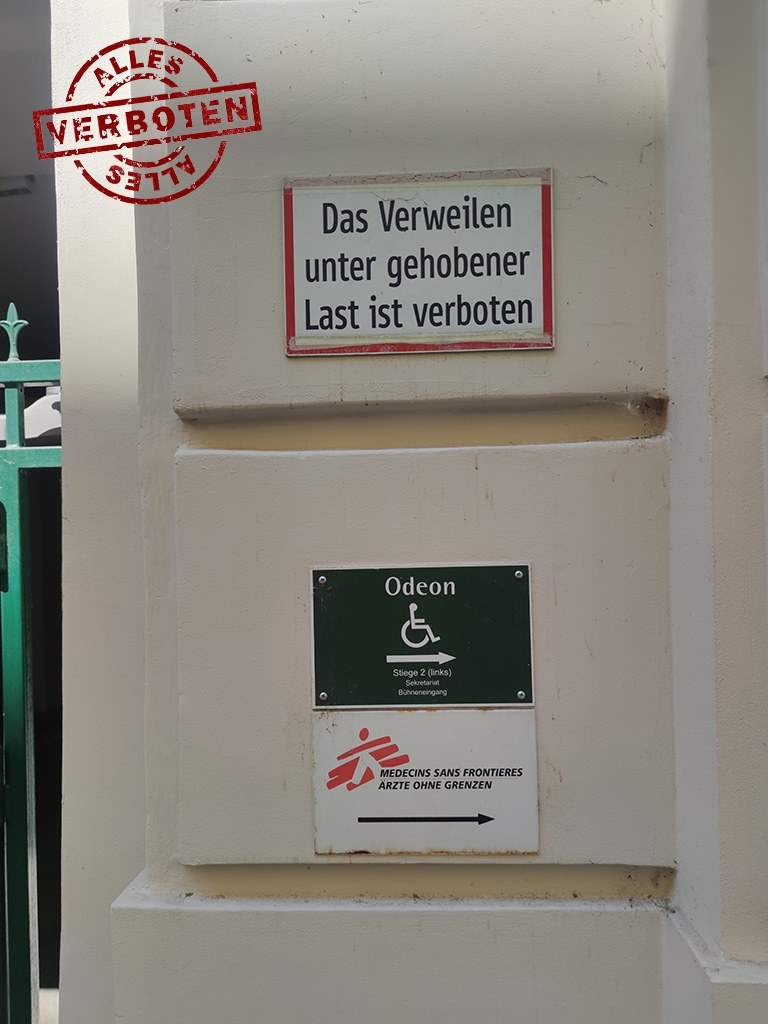 ALLES
VERBOTEN
ALLES
Das Verweilen
unter gehobener
Last ist verboten
Odeon
Stiege 2 (links)
Sekretariat
Bühneneingang
MEDECINS SANS FRONTIERES
ÄRZTE OHNE GRENZEN